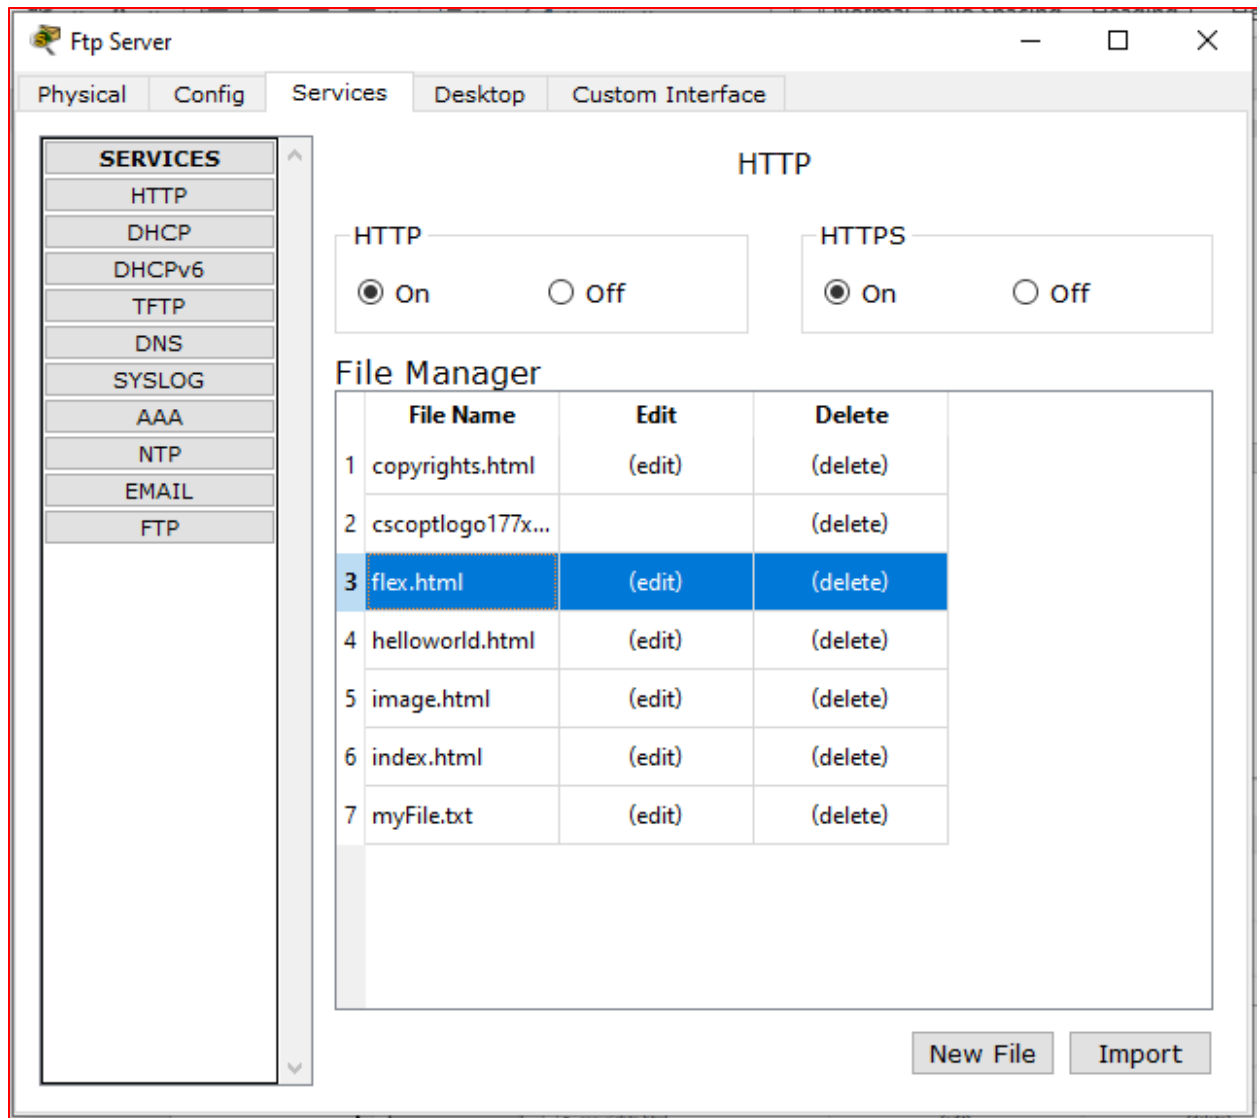 Ftp Server
Physical Config Services Desktop Custom Interface
SERVICES
HTTP
DHCP
DHCPv6
TFTP
DNS
SYSLOG
AAA
NTP
EMAIL
FTP
HTTP
HTTP HTTPS
On Off On Off
File Manager
File Name Edit Delete
1 copyrights.html (edit) (delete)
2 cscoptlogo177x... (delete)
3 flex.html (edit) (delete)
4 helloworld.html (edit) (delete)
5 image.html (edit) (delete)
6 index.html (edit) (delete)
7 myFile.txt (edit) (delete)
New File Import